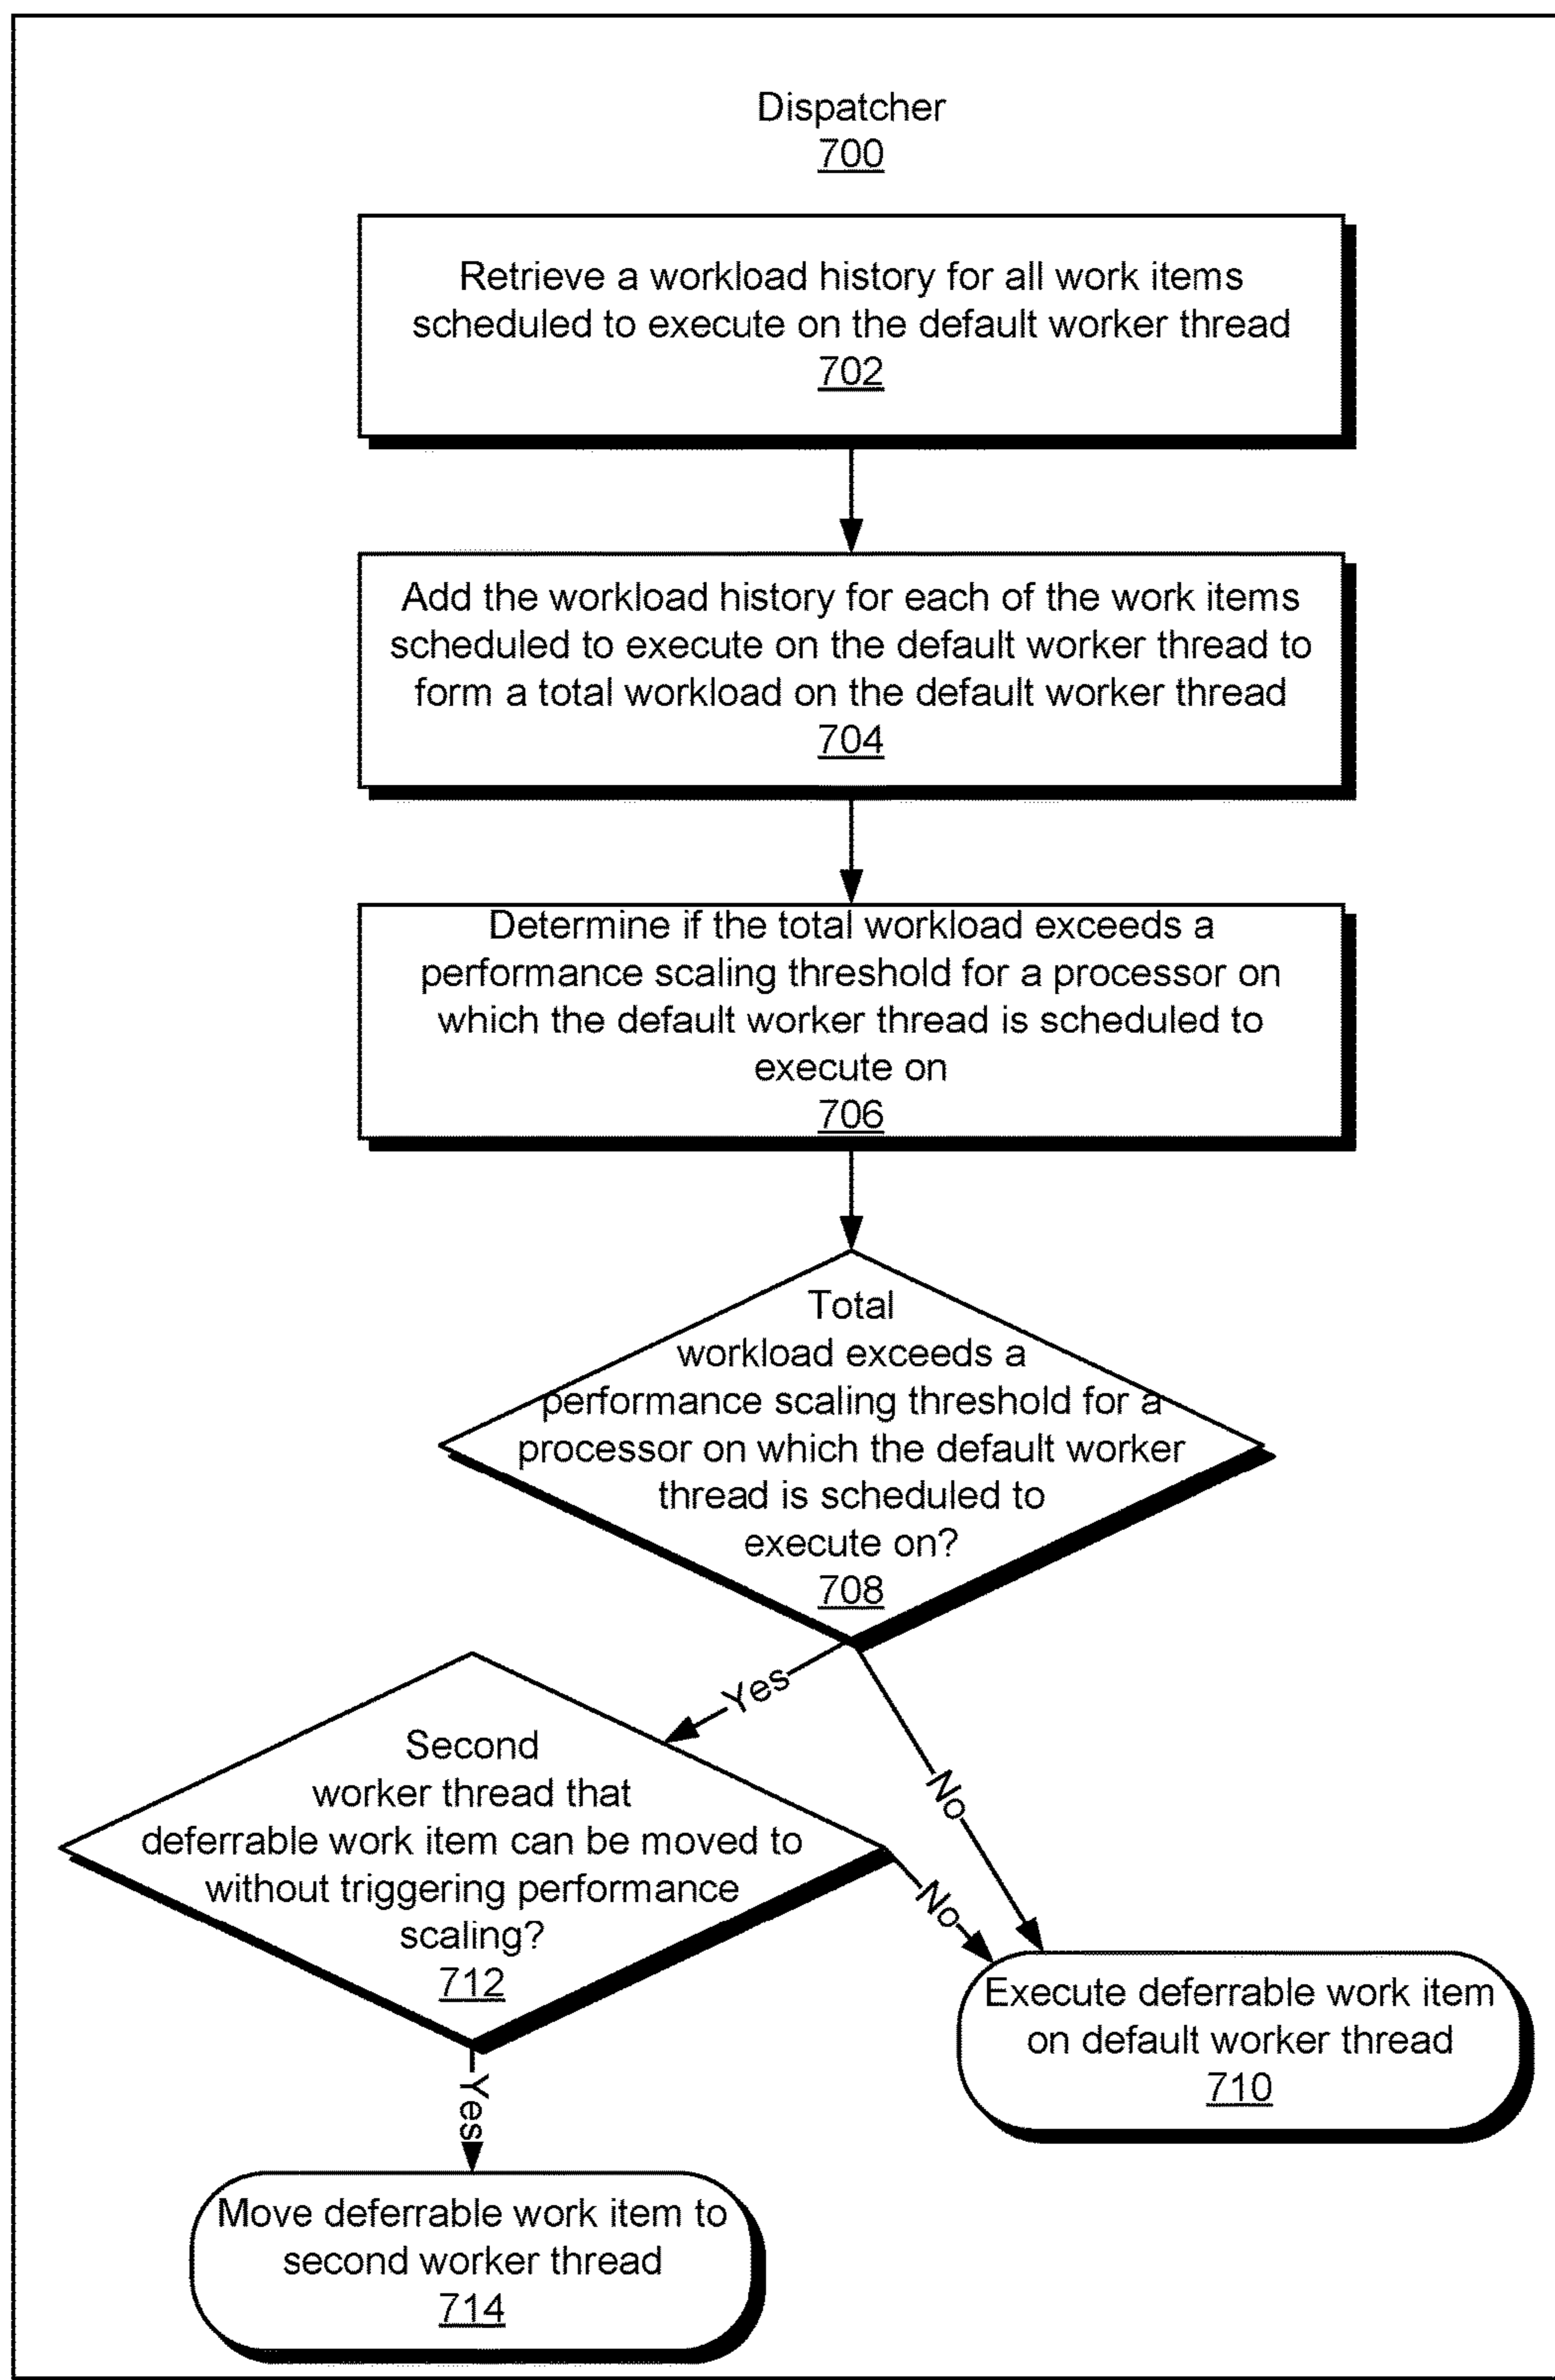 Dispatcher
700
Retrieve a workload history for all work items
scheduled to execute on the default worker thread
702
Add the workload history for each of the work items
scheduled to execute on the default worker thread to
form a total workload on the default worker thread
704
Determine if the total workload exceeds a
performance scaling threshold for a processor on
which the default worker thread is scheduled to
execute on
706
Total
workload exceeds a
performance scaling threshold for a
processor on which the default worker
thread is scheduled to
execute on?
708
Yes
No
Second
worker thread that
deferrable work item can be moved to
without triggering performance
scaling?
712
No
Yes
Execute deferrable work item
on default worker thread
710
Move deferrable work item to
second worker thread
714